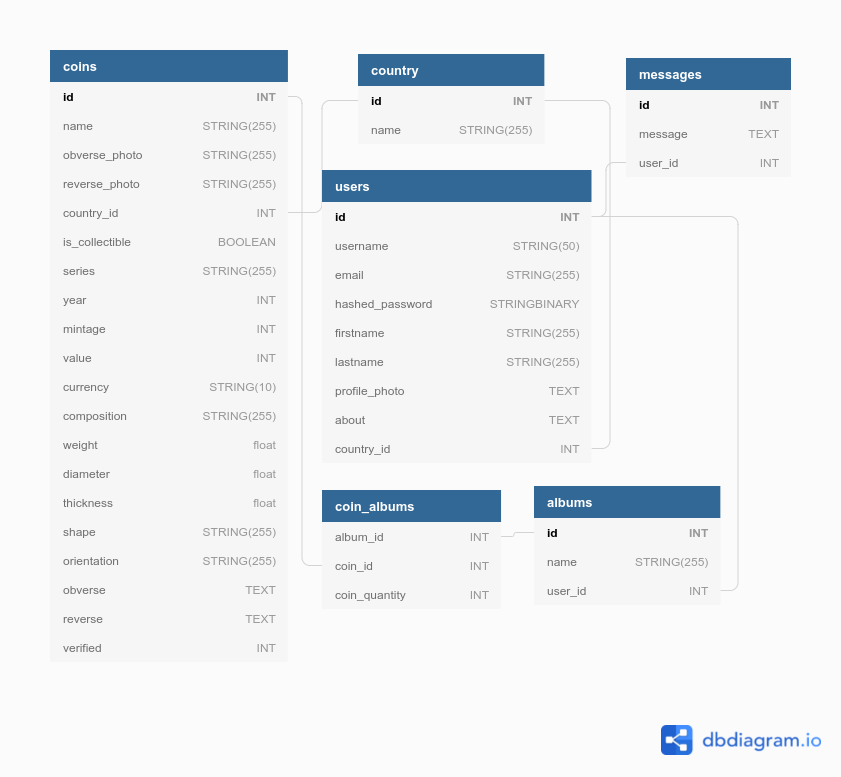 coins
id INT
name STRING(255)
obverse_photo STRING(255)
reverse_photo STRING(255)
country_id INT
is_collectible BOOLEAN
series STRING(255)
year INT
mintage INT
value INT
currency STRING(10)
composition STRING(255)
weight float
diameter float
thickness float
shape STRING(255)
orientation STRING(255)
obverse TEXT
reverse TEXT
verified INT
country
id INT
name STRING(255)
messages
id INT
message TEXT
user_id INT
users
id INT
username STRING(50)
email STRING(255)
hashed_password STRINGBINARY
firstname STRING(255)
lastname STRING(255)
profile_photo TEXT
about TEXT
country_id INT
coin_albums
album_id INT
coin_id INT
coin_quantity INT
albums
id INT
name STRING(255)
user_id INT
dbdiagram.io